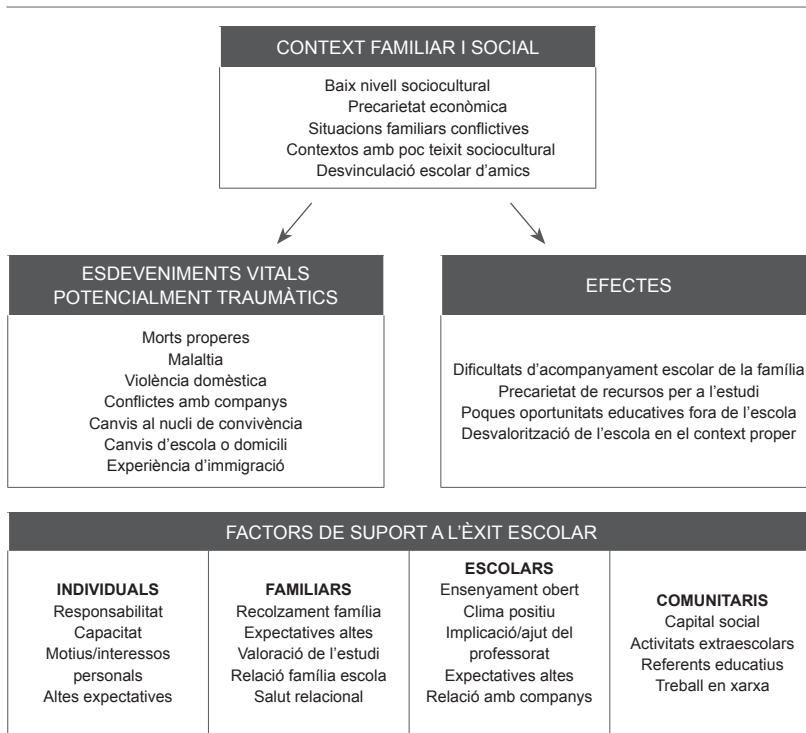 CONTEXT FAMILIAR I SOCIAL
Baix nivell sociocultural
Precarietat econòmica
Situacions familiars conflictives
Contextos amb poc teixit sociocultural
Desvinculació escolar d’amics
ESDEVENIMENTS VITALS
POTENCIALMENT TRAUMÀTICS
Morts properes
Malaltia
Violència domèstica
Conflictes amb companys
Canvis al nucli de convivència
Canvis d’escola o domicili
Experiència d’immigració
EFECTES
Dificultats d’acompanyament escolar de la família
Precarietat de recursos per a l’estudi
Poques oportunitats educatives fora de l’escola
Desvalorització de l’escola en el context proper
FACTORS DE SUPORT A L’ÈXIT ESCOLAR
INDIVIDUALS
Responsabilitat
Capacitat
Motius/interessos
personals
Altes expectatives
FAMILIARS
Recolzament família
Expectatives altes
Valoració de l’estudi
Relació família escola
Salut relacional
ESCOLARS
Ensenyament obert
Clima positiu
Implicació/ajut del
professorat
Expectatives altes
Relació amb companys
COMUNITARIS
Capital social
Activitats extraescolars
Referents educatius
Treball en xarxa